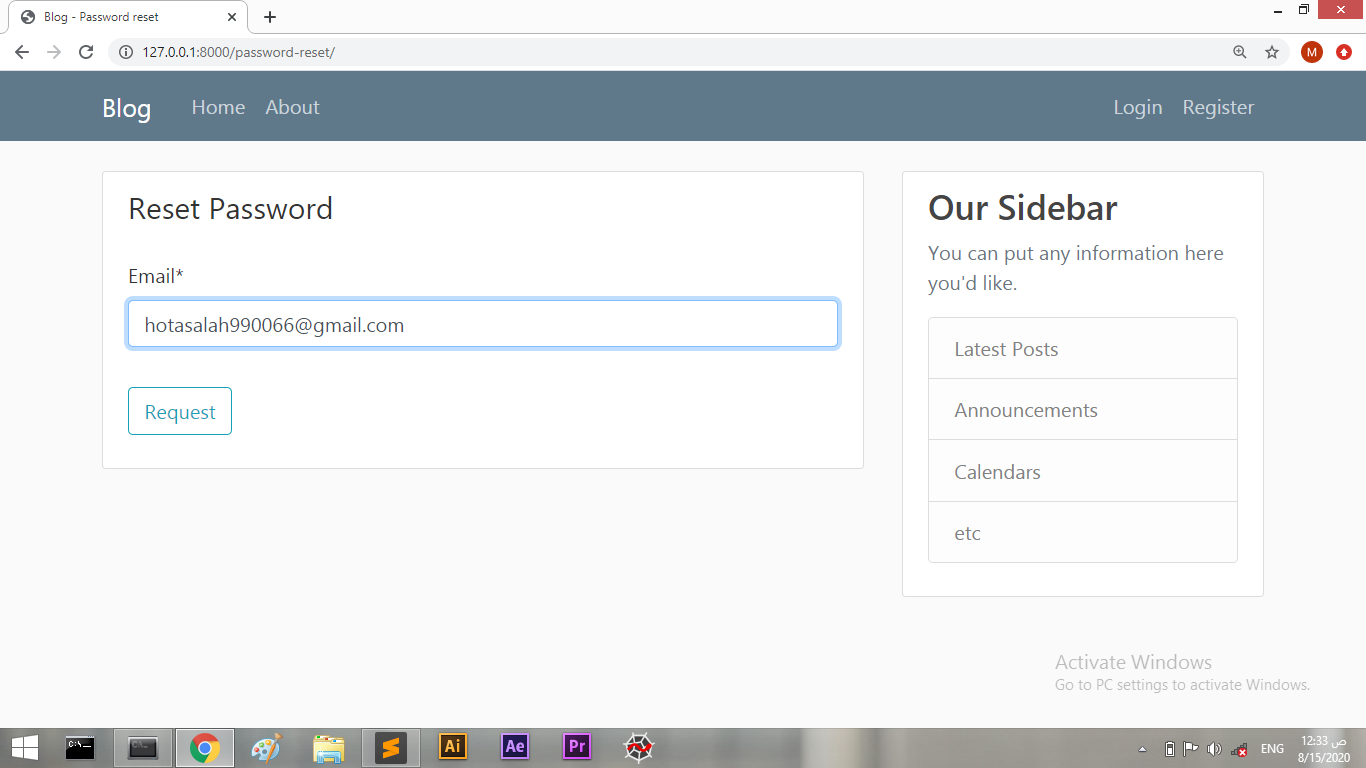 Blog - Password reset
127.0.0.1:8000/password-reset/
M
Blog
Home
About
Login
Register
Reset Password
Email*
hotasalah990066@gmail.com
Request
Our Sidebar
You can put any information here
you'd like.
Latest Posts
Announcements
Calendars
etc
Activate Windows
Go to PC settings to activate Windows.
C:\_
C:\_
Ai
Ae
Pr
ENG
12:33 ص
8/15/2020